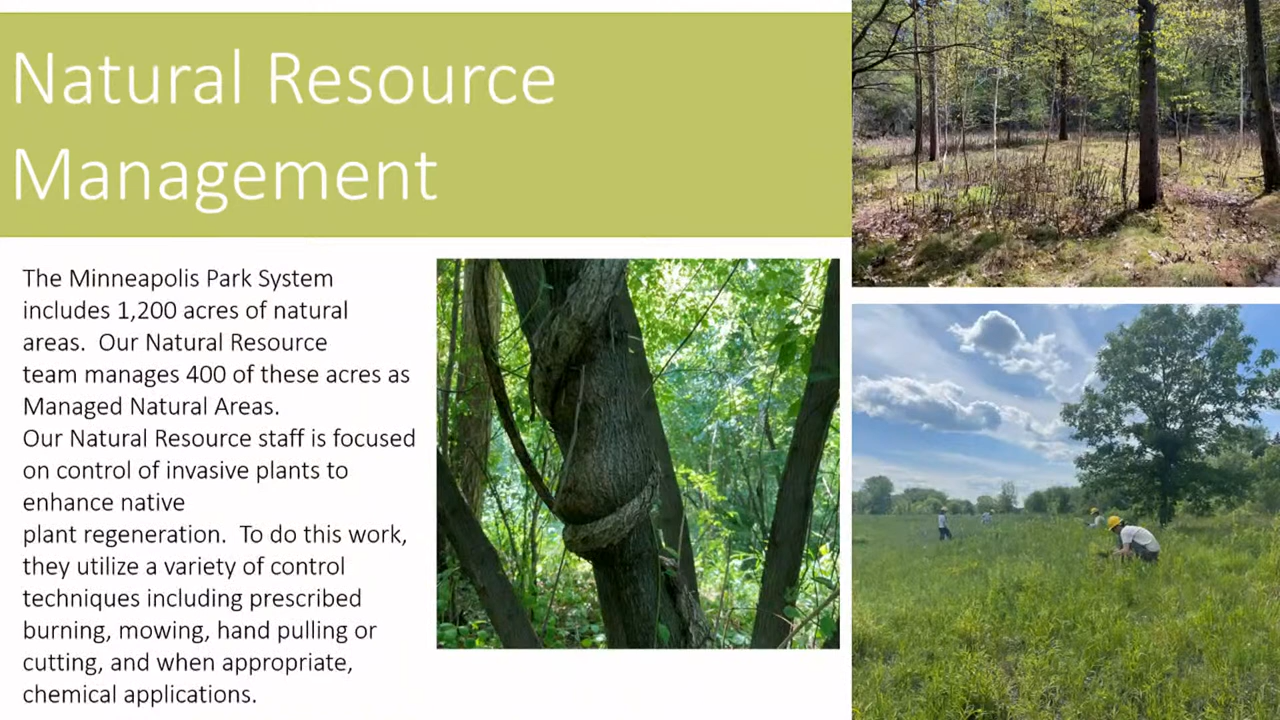 Natural Resource
Management
The Minneapolis Park System
includes 1,200 acres of natural
areas.  Our Natural Resource
team manages 400 of these acres as
Managed Natural Areas.
Our Natural Resource staff is focused
on control of invasive plants to
enhance native
plant regeneration.  To do this work,
they utilize a variety of control
techniques including prescribed
burning, mowing, hand pulling or
cutting, and when appropriate,
chemical applications.